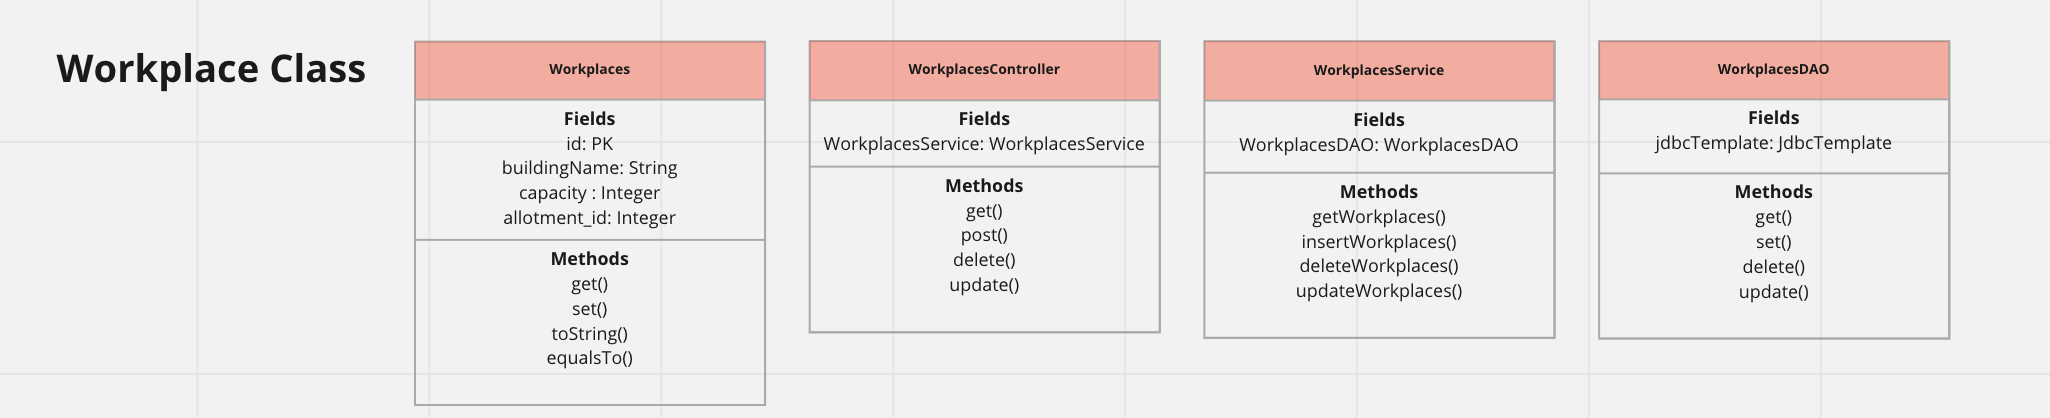 Workplace Class
Workplaces
Fields
id: PK
buildingName: String
capacity : Integer
allotment_id: Integer
Methods
get()
set()
toString()
equalsTo()
WorkplacesController
Fields
WorkplacesService: WorkplacesService
Methods
get()
post()
delete()
update()
WorkplacesService
Fields
WorkplacesDAO: WorkplacesDAO
Methods
getWorkplaces()
insertWorkplaces()
deleteWorkplaces()
updateWorkplaces()
WorkplacesDAO
Fields
jdbcTemplate: JdbcTemplate
Methods
get()
set()
delete()
update()